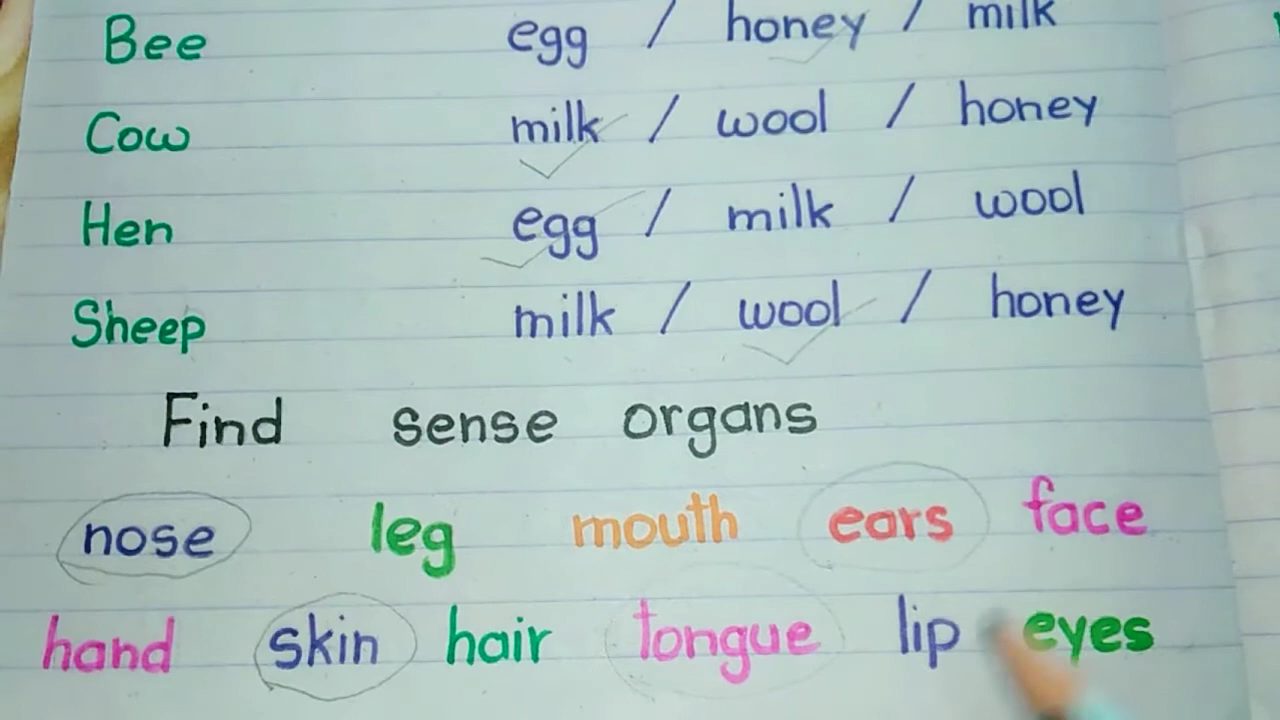 Bee egg / honey / milk
Cow milk / wool / honey
Hen egg / milk / wool
Sheep milk / wool / honey
Find sense organs
nose leg mouth ears face
hand skin hair tongue lip eyes